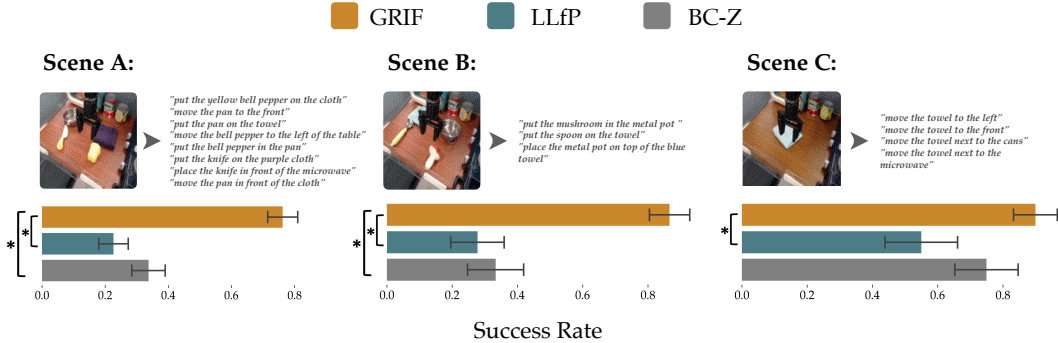 GRIF LLfP BC-Z
Scene A:
"put the yellow bell pepper on the cloth"
"move the pan to the front"
"put the pan on the towel"
"move the bell pepper to the left of the table"
"put the bell pepper in the pan"
"put the knife on the purple cloth"
"place the knife in front of the microwave"
"move the pan in front of the cloth"
*
*
0.0 0.2 0.4 0.6 0.8
Scene B:
"put the mushroom in the metal pot "
"put the spoon on the towel"
"place the metal pot on top of the blue
towel"
*
*
0.0 0.2 0.4 0.6 0.8
Scene C:
"move the towel to the left"
"move the towel to the front"
"move the towel next to the cans"
"move the towel next to the
microwave"
*
0.0 0.2 0.4 0.6 0.8
Success Rate